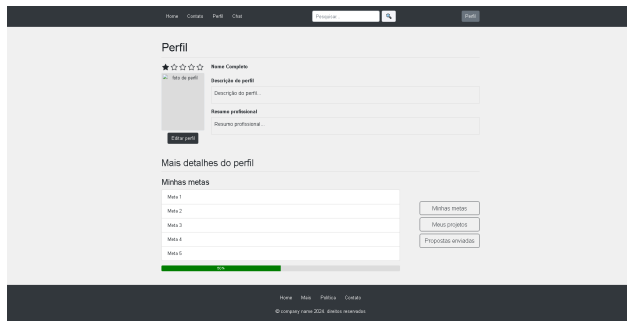 Home Contato Perfil Chat Pesquisar... Perfil
Perfil
Nome Completo
foto de perfil
Descrição do perfil
Descrição do perfil...
Resumo profissional
Resumo profissional...
Editar perfil
Mais detalhes do perfil
Minhas metas
Meta 1
Meta 2
Meta 3
Meta 4
Meta 5
50%
Minhas metas
Meus projetos
Propostas enviadas
Home Mais Política Contato
© company name 2024. direitos reservados